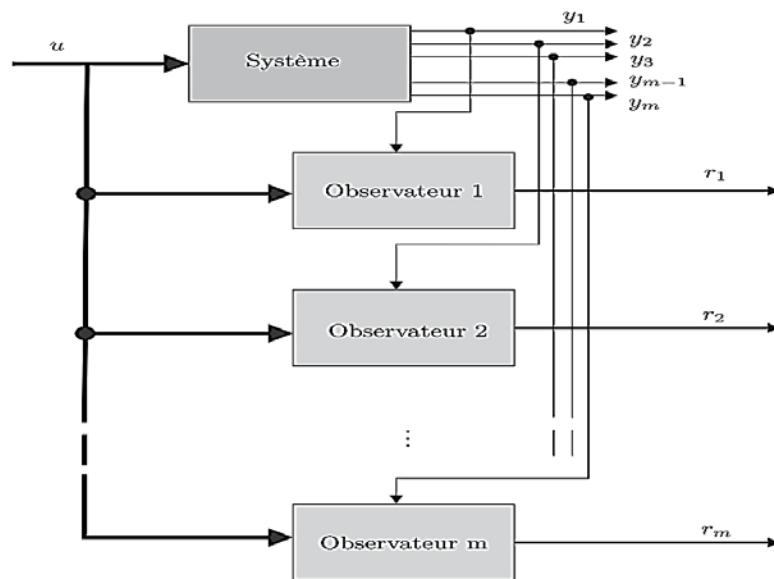 u
Système
y₁
y₂
y₃
yₘ₋₁
yₘ
Observateur 1
r₁
Observateur 2
r₂
⋮
Observateur m
rₘ